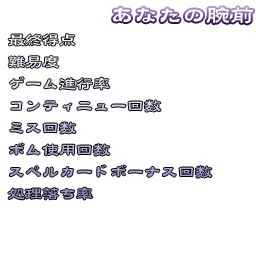 あなたの腕前
最終得点
難易度
ゲーム進行率
コンティニュー回数
ミス回数
ボム使用回数
スペルカードボーナス回数
処理落ち率